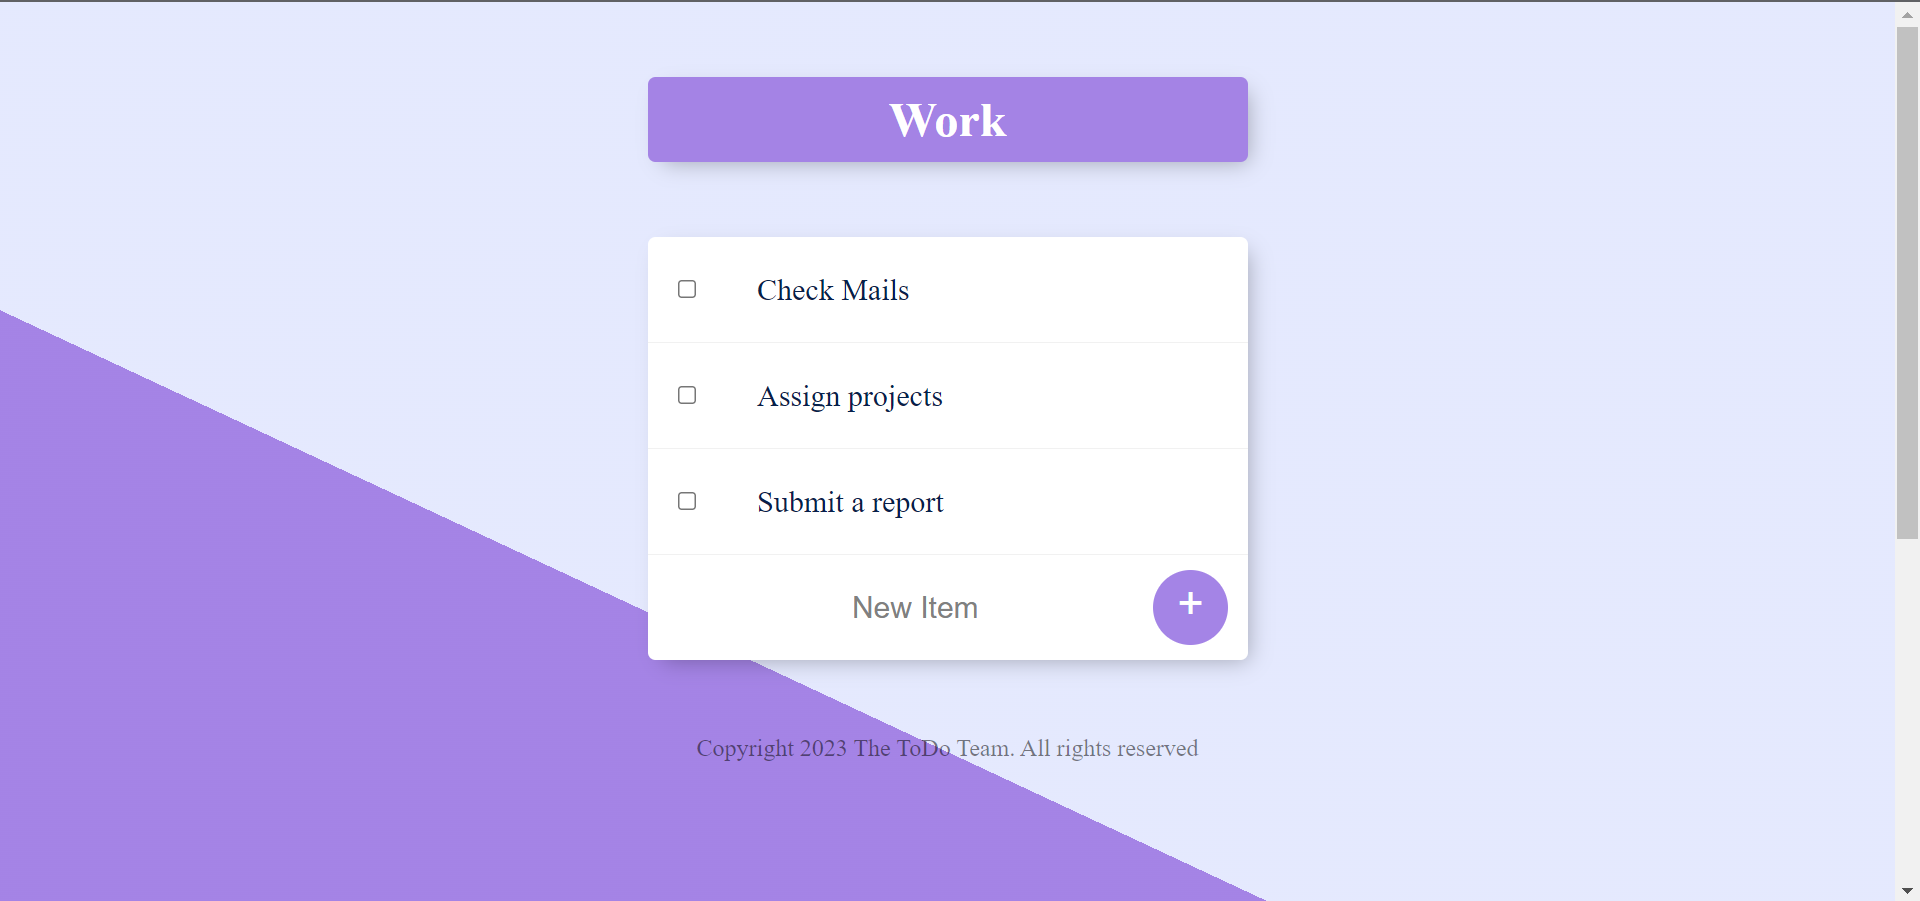 Work
Check Mails
Assign projects
Submit a report
New Item
+
Copyright 2023 The ToDo Team. All rights reserved